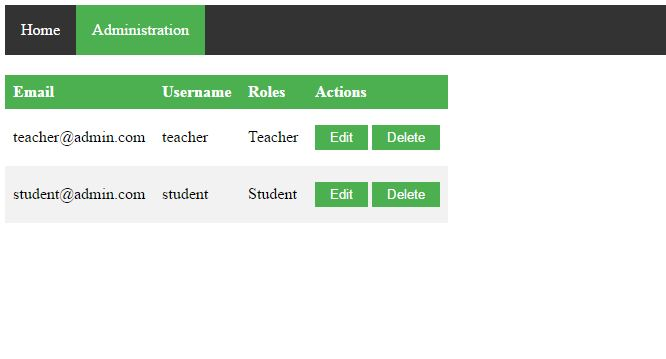 Home Administration
Email Username Roles Actions
teacher@admin.com teacher Teacher Edit Delete
student@admin.com student Student Edit Delete